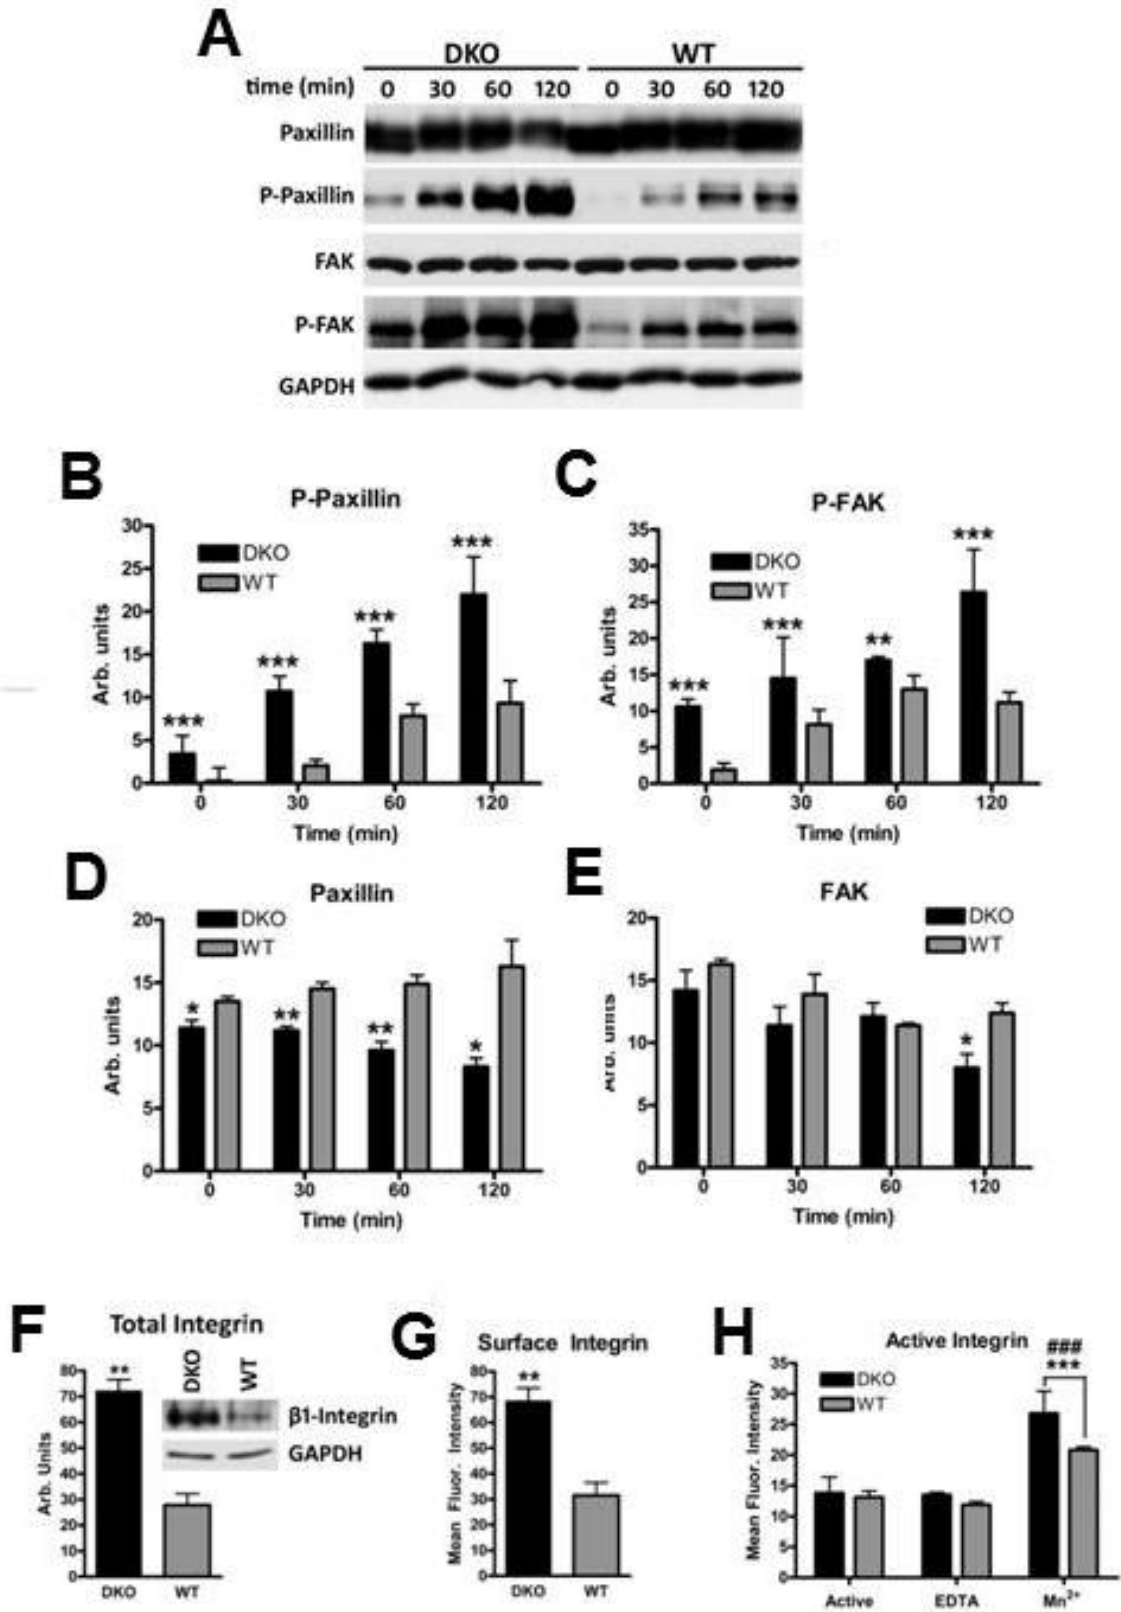 A
DKO WT
time (min) 0 30 60 120 0 30 60 120
Paxillin
P-Paxillin
FAK
P-FAK
GAPDH
B
P-Paxillin
30
25
20
15
10
5
0
Arb. units
DKO
WT
***
***
***
***
0 30 60 120
Time (min)
C
P-FAK
35
30
25
20
15
10
5
0
Arb. units
DKO
WT
***
***
**
***
0 30 60 120
Time (min)
D
Paxillin
20
15
10
5
0
Arb. units
DKO
WT
*
**
**
*
0 30 60 120
Time (min)
E
FAK
20
15
10
5
0
Arb. units
DKO
WT
*
0 30 60 120
Time (min)
F
Total Integrin
80
70
60
50
40
30
20
10
0
Arb. Units
**
DKO WT
DKO WT
β1-Integrin
GAPDH
G
Surface Integrin
80
70
60
50
40
30
20
10
0
Mean Fluor. Intensity
**
DKO WT
H
Active Integrin
35
30
25
20
15
10
5
0
Mean Fluor. Intensity
DKO
WT
###
***
Active EDTA Mn²⁺